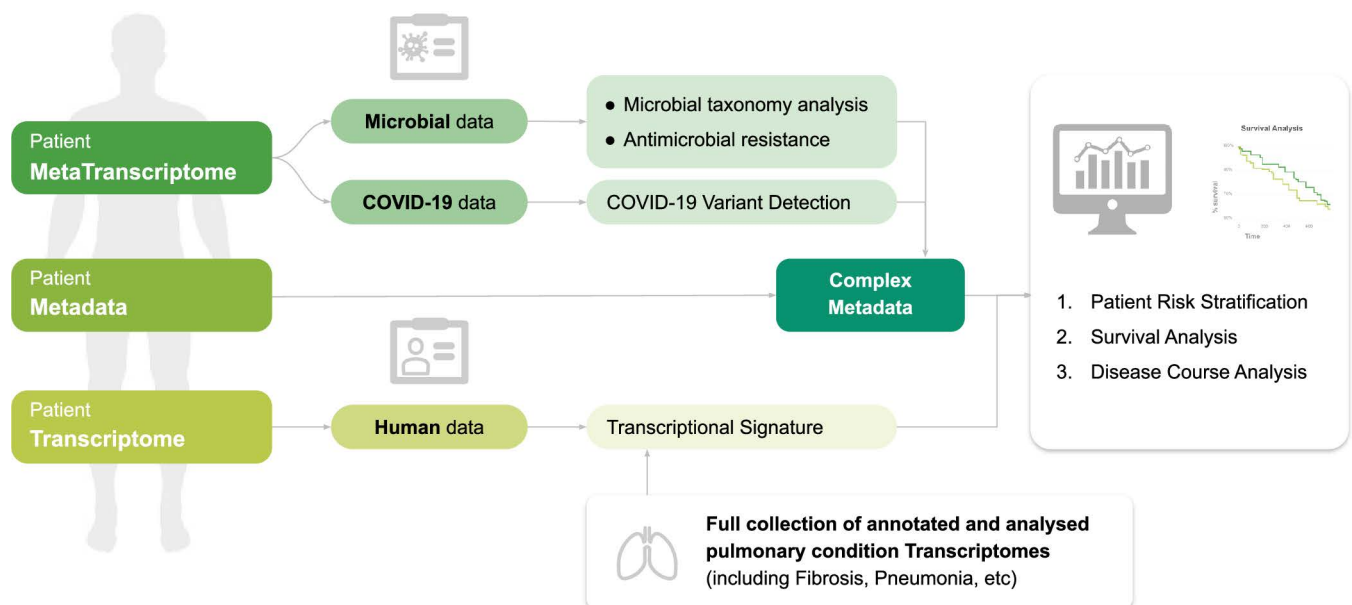 Patient
MetaTranscriptome
Microbial data
● Microbial taxonomy analysis
● Antimicrobial resistance
COVID-19 data
COVID-19 Variant Detection
Patient
Metadata
Complex
Metadata
Patient
Transcriptome
Human data
Transcriptional Signature
Full collection of annotated and analysed
pulmonary condition Transcriptomes
(including Fibrosis, Pneumonia, etc)
Survival Analysis
% survival
Time
1. Patient Risk Stratification
2. Survival Analysis
3. Disease Course Analysis